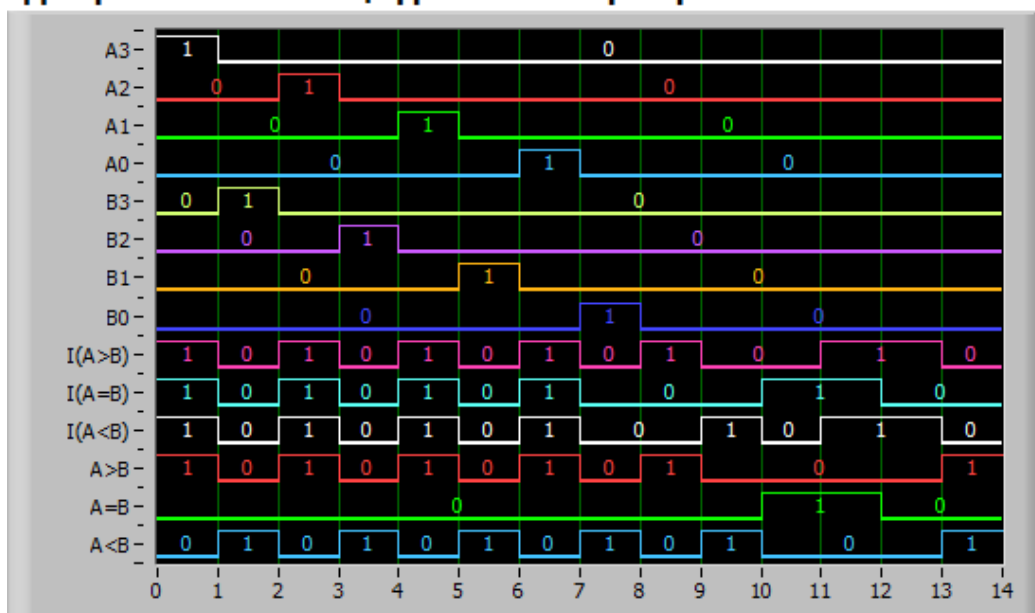 A3 1 0
A2 0 1 0
A1 0 1 0
A0 0 1 0
B3 0 1 0
B2 0 1 0
B1 0 1 0
B0 0 1 0
I(A>B) 1 0 1 0 1 0 1 0 1 0 1 0
I(A=B) 1 0 1 0 1 0 1 0 1 0
I(A<B) 1 0 1 0 1 0 1 0 1 0 1 0
A>B 1 0 1 0 1 0 1 0 1 0 1
A=B 0 1 0
A<B 0 1 0 1 0 1 0 1 0 1 0 1
0 1 2 3 4 5 6 7 8 9 10 11 12 13 14